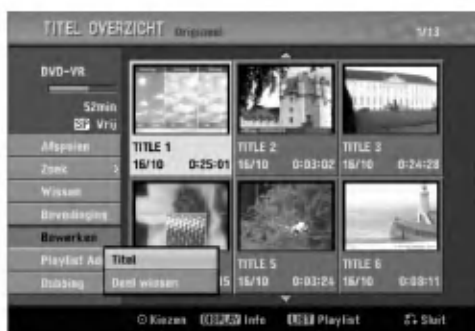 TITEL OVERZICHT Origineel 1/13
DVD-VR
52min
SP Vrij
Afspelen
Zoek
Wissen
Beveiliging
Bewerken
Playlist
Dubbing
Titel
Deel wissen
TITLE 1
16/10 0:25:01
TITLE 2
16/10 0:03:02
TITLE 3
16/10 0:24:28
TITLE 5
16/10 0:03:24
TITLE 6
16/10 0:08:11
Kiezen DISPLAY Info LIST Playlist Sluit